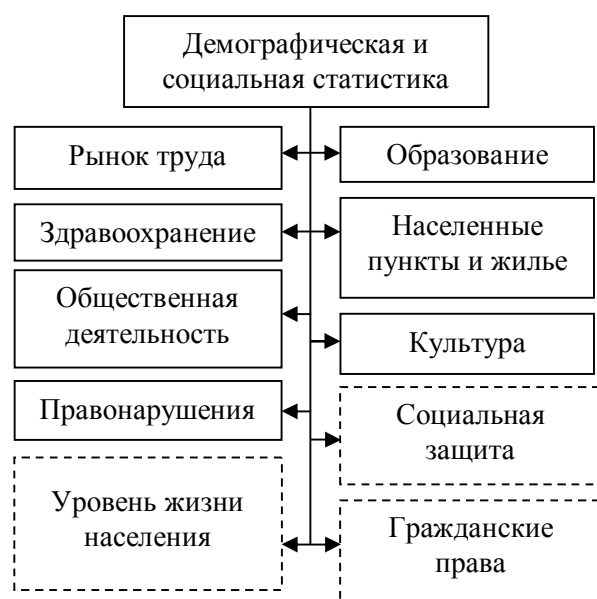 Демографическая и
социальная статистика
Рынок труда
Образование
Здравоохранение
Населенные
пункты и жилье
Общественная
деятельность
Культура
Правонарушения
Социальная
защита
Уровень жизни
населения
Гражданские
права